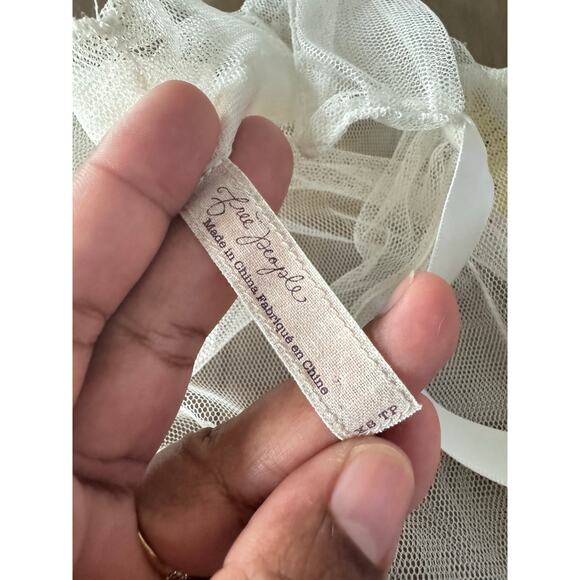 Free People
Made in China Fabriqué en Chine
XS TP